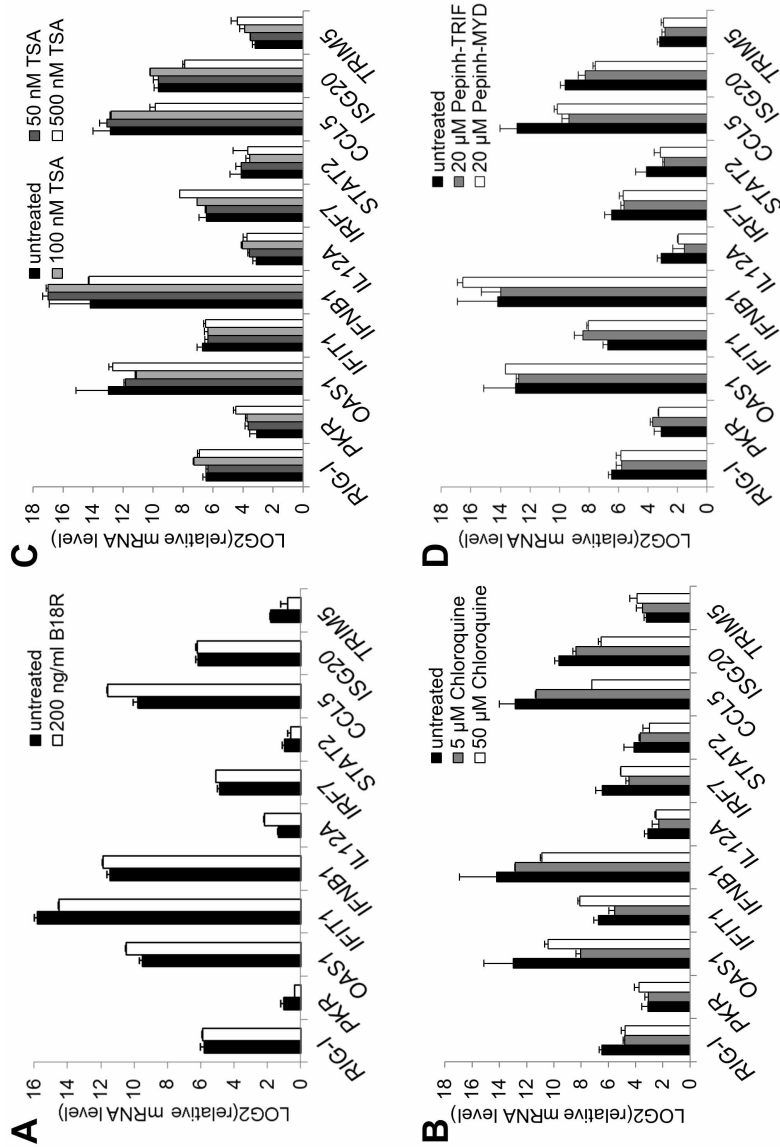 A
untreated
200 ng/ml B18R
LOG2(relative mRNA level)
16
14
12
10
8
6
4
2
0
RIG-I
PKR
OAS1
IFIT1
IFNB1
IL12A
IRF7
STAT2
CCL5
ISG20
TRIM5
C
untreated
50 nM TSA
100 nM TSA
500 nM TSA
LOG2(relative mRNA level)
18
16
14
12
10
8
6
4
2
0
RIG-I
PKR
OAS1
IFIT1
IFNB1
IL12A
IRF7
STAT2
CCL5
ISG20
TRIM5
B
untreated
5 µM Chloroquine
50 µM Chloroquine
LOG2(relative mRNA level)
18
16
14
12
10
8
6
4
2
0
RIG-I
PKR
OAS1
IFIT1
IFNB1
IL12A
IRF7
STAT2
CCL5
ISG20
TRIM5
D
untreated
20 µM Pepinh-TRIF
20 µM Pepinh-MYD
LOG2(relative mRNA level)
18
16
14
12
10
8
6
4
2
0
RIG-I
PKR
OAS1
IFIT1
IFNB1
IL12A
IRF7
STAT2
CCL5
ISG20
TRIM5